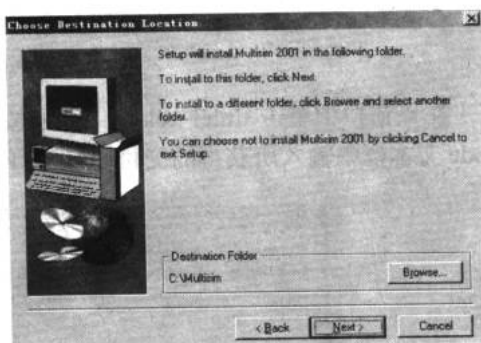 Choose Destination Location
Setup will install Multisim 2001 in the following folder.
To install to this folder, click Next.
To install to a different folder, click Browse and select another
folder.
You can choose not to install Multisim 2001 by clicking Cancel to
exit Setup.
Destination Folder
C:\Multisim
Browse...
< Back
Next >
Cancel